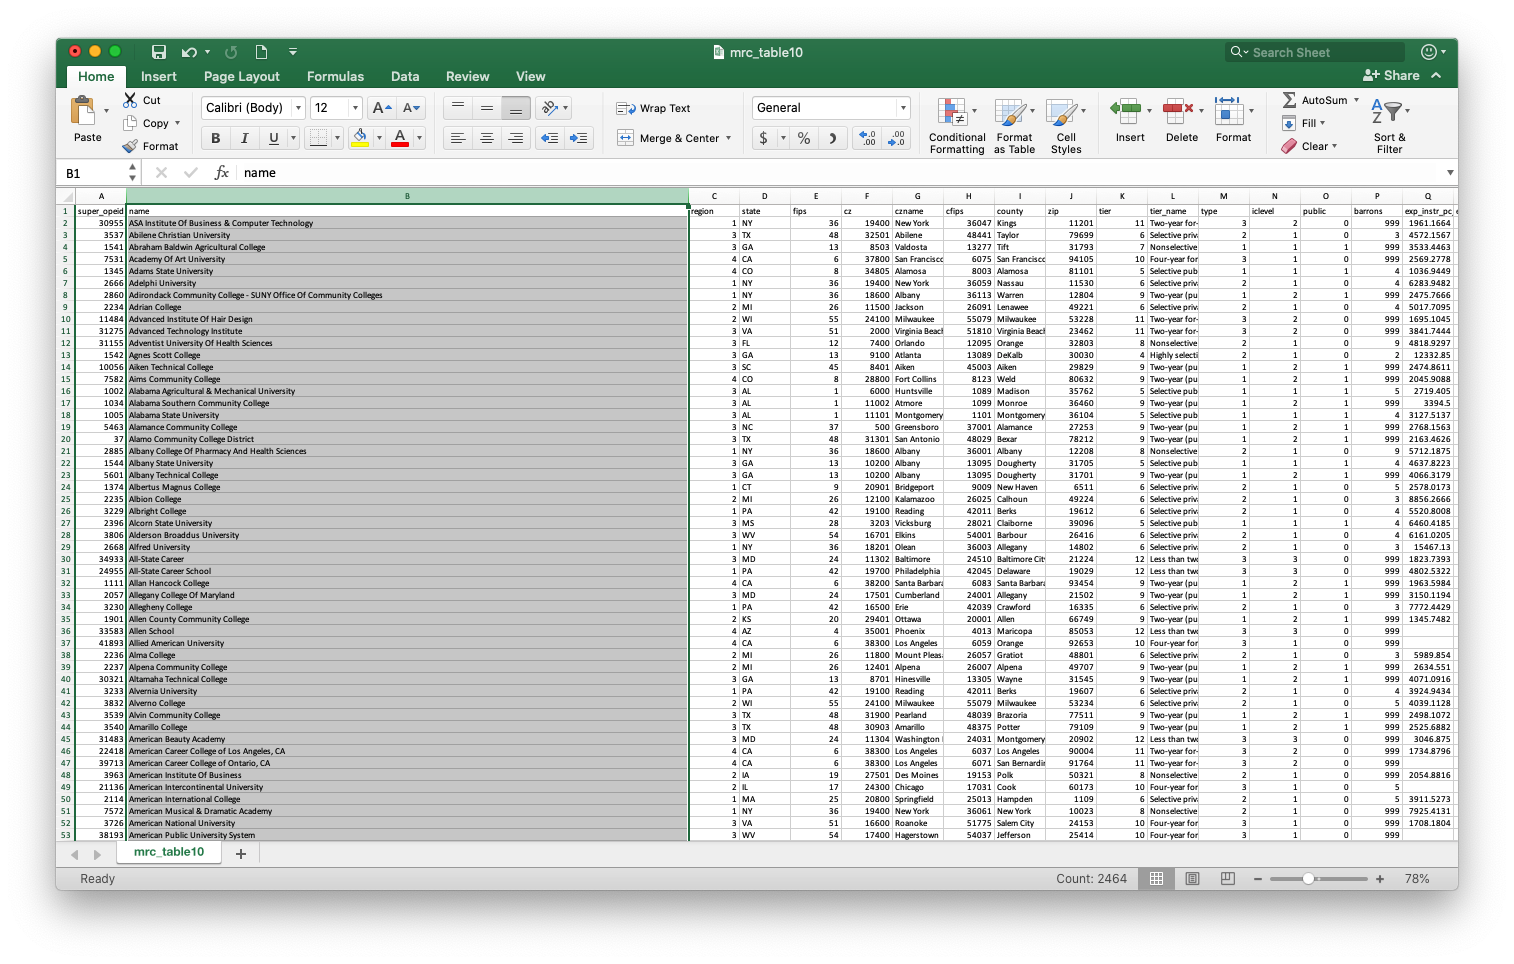 mrc_table10
Search Sheet
Home Insert Page Layout Formulas Data Review View Share
Paste Cut Copy Format
Calibri (Body) 12 A A
B I U A
Wrap Text
Merge & Center
General
$ % .0 .00 .00 .0
Conditional Formatting
Format as Table
Cell Styles
Insert Delete Format
AutoSum
Fill
Clear
Sort & Filter
B1 fx name
A B C D E F G H I J K L M N O P Q
1 super_opeid name region state fips cz czname cfips county zip tier tier_name type iclevel public barrons exp_instr_pc_
2 30955 ASA Institute Of Business & Computer Technology 1 NY 36 19400 New York 36047 Kings 11201 11 Two-year for- 3 2 0 999 1961.1664
3 3537 Abilene Christian University 3 TX 48 32501 Abilene 48441 Taylor 79699 6 Selective priv 2 1 0 3 4572.1567
4 1541 Abraham Baldwin Agricultural College 3 GA 13 8503 Valdosta 13277 Tift 31793 7 Nonselective 1 1 1 999 3533.4463
5 7531 Academy Of Art University 4 CA 6 37800 San Francisco 6075 San Francisco 94105 10 Four-year for 3 1 0 999 2569.2778
6 1345 Adams State University 4 CO 8 34805 Alamosa 8003 Alamosa 81101 5 Selective pub 1 1 1 4 1036.9449
7 2666 Adelphi University 1 NY 36 19400 New York 36059 Nassau 11530 6 Selective priv 2 1 0 4 6283.9482
8 2860 Adirondack Community College - SUNY Office Of Community Colleges 1 NY 36 18600 Albany 36113 Warren 12804 9 Two-year (pu 1 2 1 999 2475.7666
9 2234 Adrian College 2 MI 26 11500 Jackson 26091 Lenawee 49221 6 Selective priv 2 1 0 4 5017.7095
10 11484 Advanced Institute Of Hair Design 2 WI 55 24100 Milwaukee 55079 Milwaukee 53228 11 Two-year for- 3 2 0 999 1695.1045
11 31275 Advanced Technology Institute 3 VA 51 2000 Virginia Beach 51810 Virginia Beach 23462 11 Two-year for- 3 2 0 999 3841.7444
12 31155 Adventist University Of Health Sciences 3 FL 12 7400 Orlando 12095 Orange 32803 8 Nonselective 2 1 0 9 4818.9297
13 1542 Agnes Scott College 3 GA 13 9100 Atlanta 13089 DeKalb 30030 4 Highly selecti 2 1 0 2 12332.85
14 10056 Aiken Technical College 3 SC 45 8401 Aiken 45003 Aiken 29829 9 Two-year (pu 1 2 1 999 2474.8611
15 7582 Aims Community College 4 CO 8 28800 Fort Collins 8123 Weld 80632 9 Two-year (pu 1 2 1 999 2045.9088
16 1002 Alabama Agricultural & Mechanical University 3 AL 1 6000 Huntsville 1089 Madison 35762 5 Selective pub 1 1 1 5 2719.405
17 1034 Alabama Southern Community College 3 AL 1 11002 Atmore 1099 Monroe 36460 9 Two-year (pu 1 2 1 999 3394.5
18 1005 Alabama State University 3 AL 1 11101 Montgomery 1101 Montgomery 36104 5 Selective pub 1 1 1 4 3127.5137
19 5463 Alamance Community College 3 NC 37 500 Greensboro 37001 Alamance 27253 9 Two-year (pu 1 2 1 999 2768.1563
20 37 Alamo Community College District 3 TX 48 31301 San Antonio 48029 Bexar 78212 9 Two-year (pu 1 2 1 999 2163.4626
21 2885 Albany College Of Pharmacy And Health Sciences 1 NY 36 18600 Albany 36001 Albany 12208 8 Nonselective 2 1 0 9 5712.1875
22 1544 Albany State University 3 GA 13 10200 Albany 13095 Dougherty 31705 5 Selective pub 1 1 1 4 4637.8223
23 5601 Albany Technical College 3 GA 13 10200 Albany 13095 Dougherty 31701 9 Two-year (pu 1 2 1 999 4066.3179
24 1374 Albertus Magnus College 1 CT 9 20901 Bridgeport 9009 New Haven 6511 6 Selective priv 2 1 0 5 2578.0173
25 2235 Albion College 2 MI 26 12100 Kalamazoo 26025 Calhoun 49224 6 Selective priv 2 1 0 3 8856.2666
26 3229 Albright College 1 PA 42 19100 Reading 42011 Berks 19612 6 Selective priv 2 1 0 4 5520.8008
27 2396 Alcorn State University 3 MS 28 3203 Vicksburg 28021 Claiborne 39096 5 Selective pub 1 1 1 4 6460.4185
28 3806 Alderson Broaddus University 3 WV 54 16701 Elkins 54001 Barbour 26416 6 Selective priv 2 1 0 4 6161.0205
29 2668 Alfred University 1 NY 36 18201 Olean 36003 Allegany 14802 6 Selective priv 2 1 0 3 15467.13
30 34933 All-State Career 3 MD 24 11302 Baltimore 24510 Baltimore City 21224 12 Less than two 3 3 0 999 1823.7393
31 24955 All-State Career School 1 PA 42 19700 Philadelphia 42045 Delaware 19029 12 Less than two 3 3 0 999 4802.5322
32 1111 Allan Hancock College 4 CA 6 38200 Santa Barbara 6083 Santa Barbara 93454 9 Two-year (pu 1 2 1 999 1963.5984
33 2057 Allegany College Of Maryland 3 MD 24 17501 Cumberland 24001 Allegany 21502 9 Two-year (pu 1 2 1 999 3150.1194
34 3230 Allegheny College 1 PA 42 16500 Erie 42039 Crawford 16335 6 Selective priv 2 1 0 3 7772.4429
35 1901 Allen County Community College 2 KS 20 29401 Ottawa 20001 Allen 66749 9 Two-year (pu 1 2 1 999 1345.7482
36 33583 Allen School 4 AZ 4 35001 Phoenix 4013 Maricopa 85053 12 Less than two 3 3 0 999
37 41893 Allied American University 4 CA 6 38300 Los Angeles 6059 Orange 92653 10 Four-year for 3 1 0 999
38 2236 Alma College 2 MI 26 11800 Mount Pleas 26057 Gratiot 48801 6 Selective priv 2 1 0 3 5989.854
39 2237 Alpena Community College 2 MI 26 12401 Alpena 26007 Alpena 49707 9 Two-year (pu 1 2 1 999 2634.551
40 30321 Altamaha Technical College 3 GA 13 8701 Hinesville 13305 Wayne 31545 9 Two-year (pu 1 2 1 999 4071.0916
41 3233 Alvernia University 1 PA 42 19100 Reading 42011 Berks 19607 6 Selective priv 2 1 0 4 3924.9434
42 3832 Alverno College 2 WI 55 24100 Milwaukee 55079 Milwaukee 53234 6 Selective priv 2 1 0 5 4039.1128
43 3539 Alvin Community College 3 TX 48 31900 Pearland 48039 Brazoria 77511 9 Two-year (pu 1 2 1 999 2498.1072
44 3540 Amarillo College 3 TX 48 30903 Amarillo 48375 Potter 79109 9 Two-year (pu 1 2 1 999 2525.6882
45 31483 American Beauty Academy 3 MD 24 11304 Washington 24031 Montgomery 20902 12 Less than two 3 3 0 999 3046.875
46 22418 American Career College of Los Angeles, CA 4 CA 6 38300 Los Angeles 6037 Los Angeles 90004 11 Two-year for- 3 2 0 999 1734.8796
47 39713 American Career College of Ontario, CA 4 CA 6 38300 Los Angeles 6071 San Bernardin 91764 11 Two-year for- 3 2 0 999
48 3963 American Institute Of Business 2 IA 19 27501 Des Moines 19153 Polk 50321 8 Nonselective 2 1 0 999 2054.8816
49 21136 American Intercontinental University 2 IL 17 24300 Chicago 17031 Cook 60173 10 Four-year for 3 1 0 5
50 2114 American International College 1 MA 25 20800 Springfield 25013 Hampden 1109 6 Selective priv 2 1 0 5 3911.5273
51 7572 American Musical & Dramatic Academy 1 NY 36 19400 New York 36061 New York 10023 8 Nonselective 2 1 0 999 7925.4131
52 3726 American National University 3 VA 51 16600 Roanoke 51775 Salem City 24153 10 Four-year for 3 1 0 999 1708.1804
53 38193 American Public University System 3 WV 54 17400 Hagerstown 54037 Jefferson 25414 10 Four-year for 3 1 0 999
mrc_table10 +
Ready Count: 2464 78%